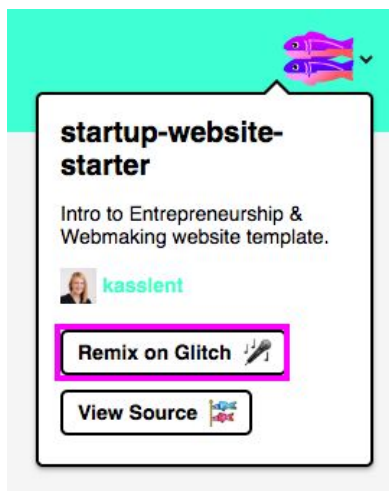 startup-website-
starter
Intro to Entrepreneurship &
Webmaking website template.
kasslent
Remix on Glitch
View Source